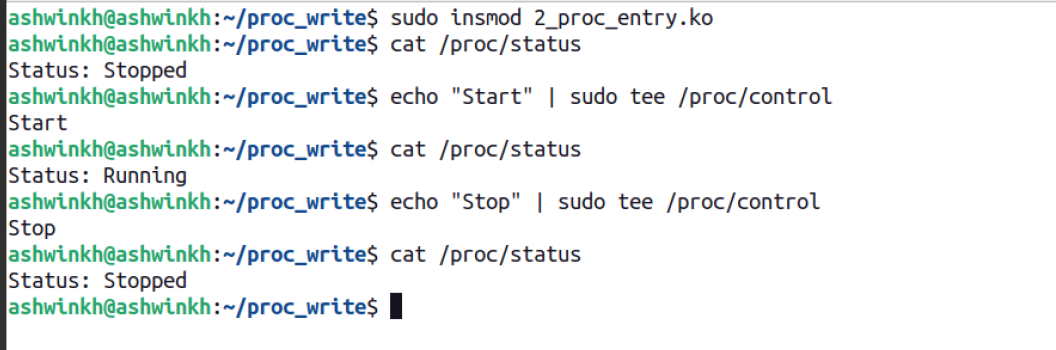 ashwinkh@ashwinkh:~/proc_write$ sudo insmod 2_proc_entry.ko
ashwinkh@ashwinkh:~/proc_write$ cat /proc/status
Status: Stopped
ashwinkh@ashwinkh:~/proc_write$ echo "Start" | sudo tee /proc/control
Start
ashwinkh@ashwinkh:~/proc_write$ cat /proc/status
Status: Running
ashwinkh@ashwinkh:~/proc_write$ echo "Stop" | sudo tee /proc/control
Stop
ashwinkh@ashwinkh:~/proc_write$ cat /proc/status
Status: Stopped
ashwinkh@ashwinkh:~/proc_write$